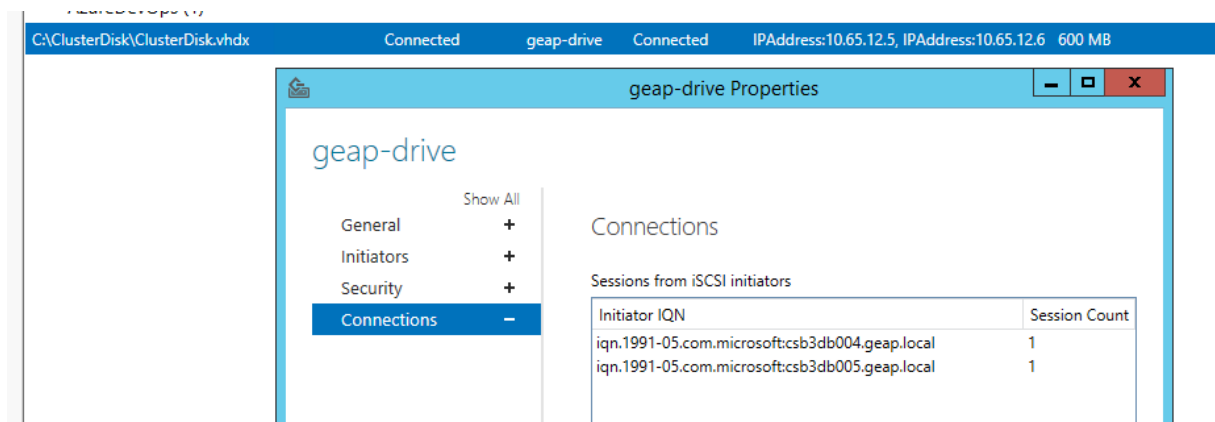 AzureDevOps (1)
C:\ClusterDisk\ClusterDisk.vhdx Connected geap-drive Connected IPAddress:10.65.12.5, IPAddress:10.65.12.6 600 MB
geap-drive Properties
geap-drive
Show All
General +
Initiators +
Security +
Connections –
Connections
Sessions from iSCSI initiators
Initiator IQN Session Count
iqn.1991-05.com.microsoft:csb3db004.geap.local 1
iqn.1991-05.com.microsoft:csb3db005.geap.local 1